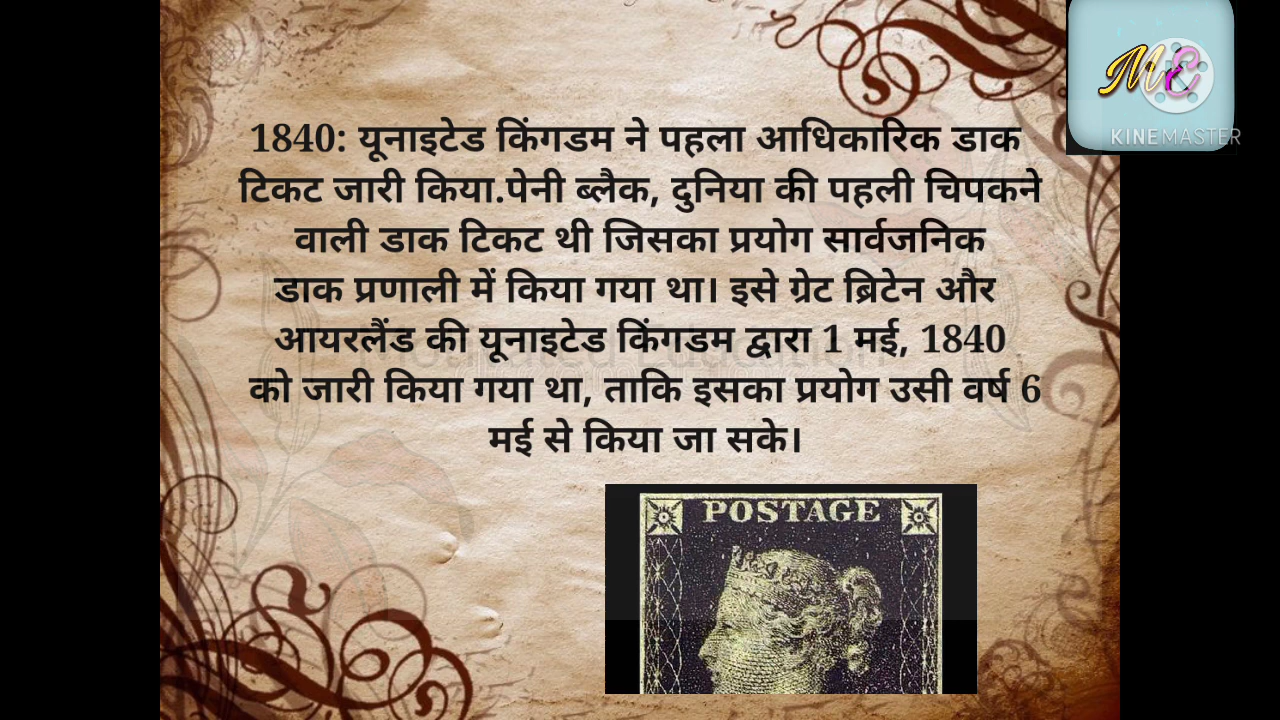 1840: यूनाइटेड किंगडम ने पहला आधिकारिक डाक
टिकट जारी किया.पेनी ब्लैक, दुनिया की पहली चिपकने
वाली डाक टिकट थी जिसका प्रयोग सार्वजनिक
डाक प्रणाली में किया गया था। इसे ग्रेट ब्रिटेन और
आयरलैंड की यूनाइटेड किंगडम द्वारा 1 मई, 1840
को जारी किया गया था, ताकि इसका प्रयोग उसी वर्ष 6
मई से किया जा सके।
POSTAGE
ME
KINEMASTER